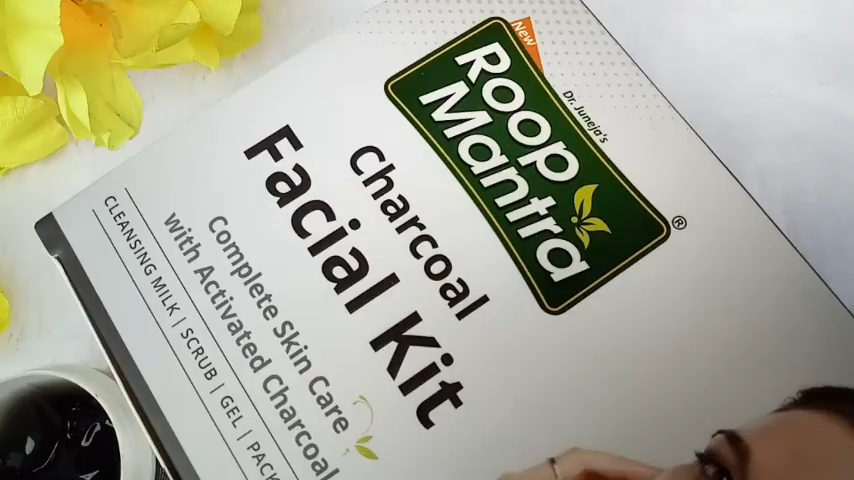 New
Dr. Juneja's
Roop
Mantra
®
Charcoal
Facial Kit
Complete Skin Care
with Activated Charcoal
CLEANSING MILK | SCRUB | GEL | PACK